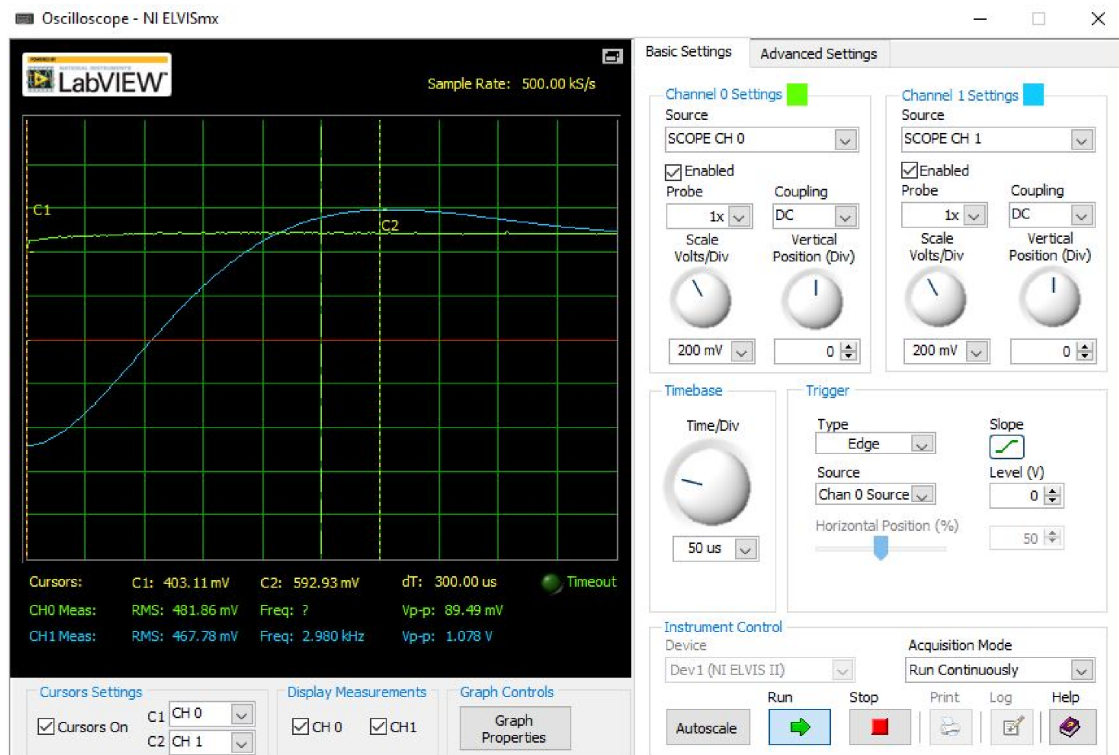 Oscilloscope - NI ELVISmx
POWERED BY
NATIONAL INSTRUMENTS
LabVIEW
Sample Rate: 500.00 kS/s
C1
C2
Cursors: C1: 403.11 mV C2: 592.93 mV dT: 300.00 us Timeout
CH0 Meas: RMS: 481.86 mV Freq: ? Vp-p: 89.49 mV
CH1 Meas: RMS: 467.78 mV Freq: 2.980 kHz Vp-p: 1.078 V
Cursors Settings
Cursors On
C1 CH 0
C2 CH 1
Display Measurements
CH 0 CH1
Graph Controls
Graph
Properties
Basic Settings Advanced Settings
Channel 0 Settings
Source
SCOPE CH 0
Enabled
Probe Coupling
1x DC
Scale Vertical
Volts/Div Position (Div)
200 mV 0
Channel 1 Settings
Source
SCOPE CH 1
Enabled
Probe Coupling
1x DC
Scale Vertical
Volts/Div Position (Div)
200 mV 0
Timebase
Time/Div
50 us
Trigger
Type Slope
Edge
Source Level (V)
Chan 0 Source 0
Horizontal Position (%)
50
Instrument Control
Device Acquisition Mode
Dev1 (NI ELVIS II) Run Continuously
Run Stop Print Log Help
Autoscale